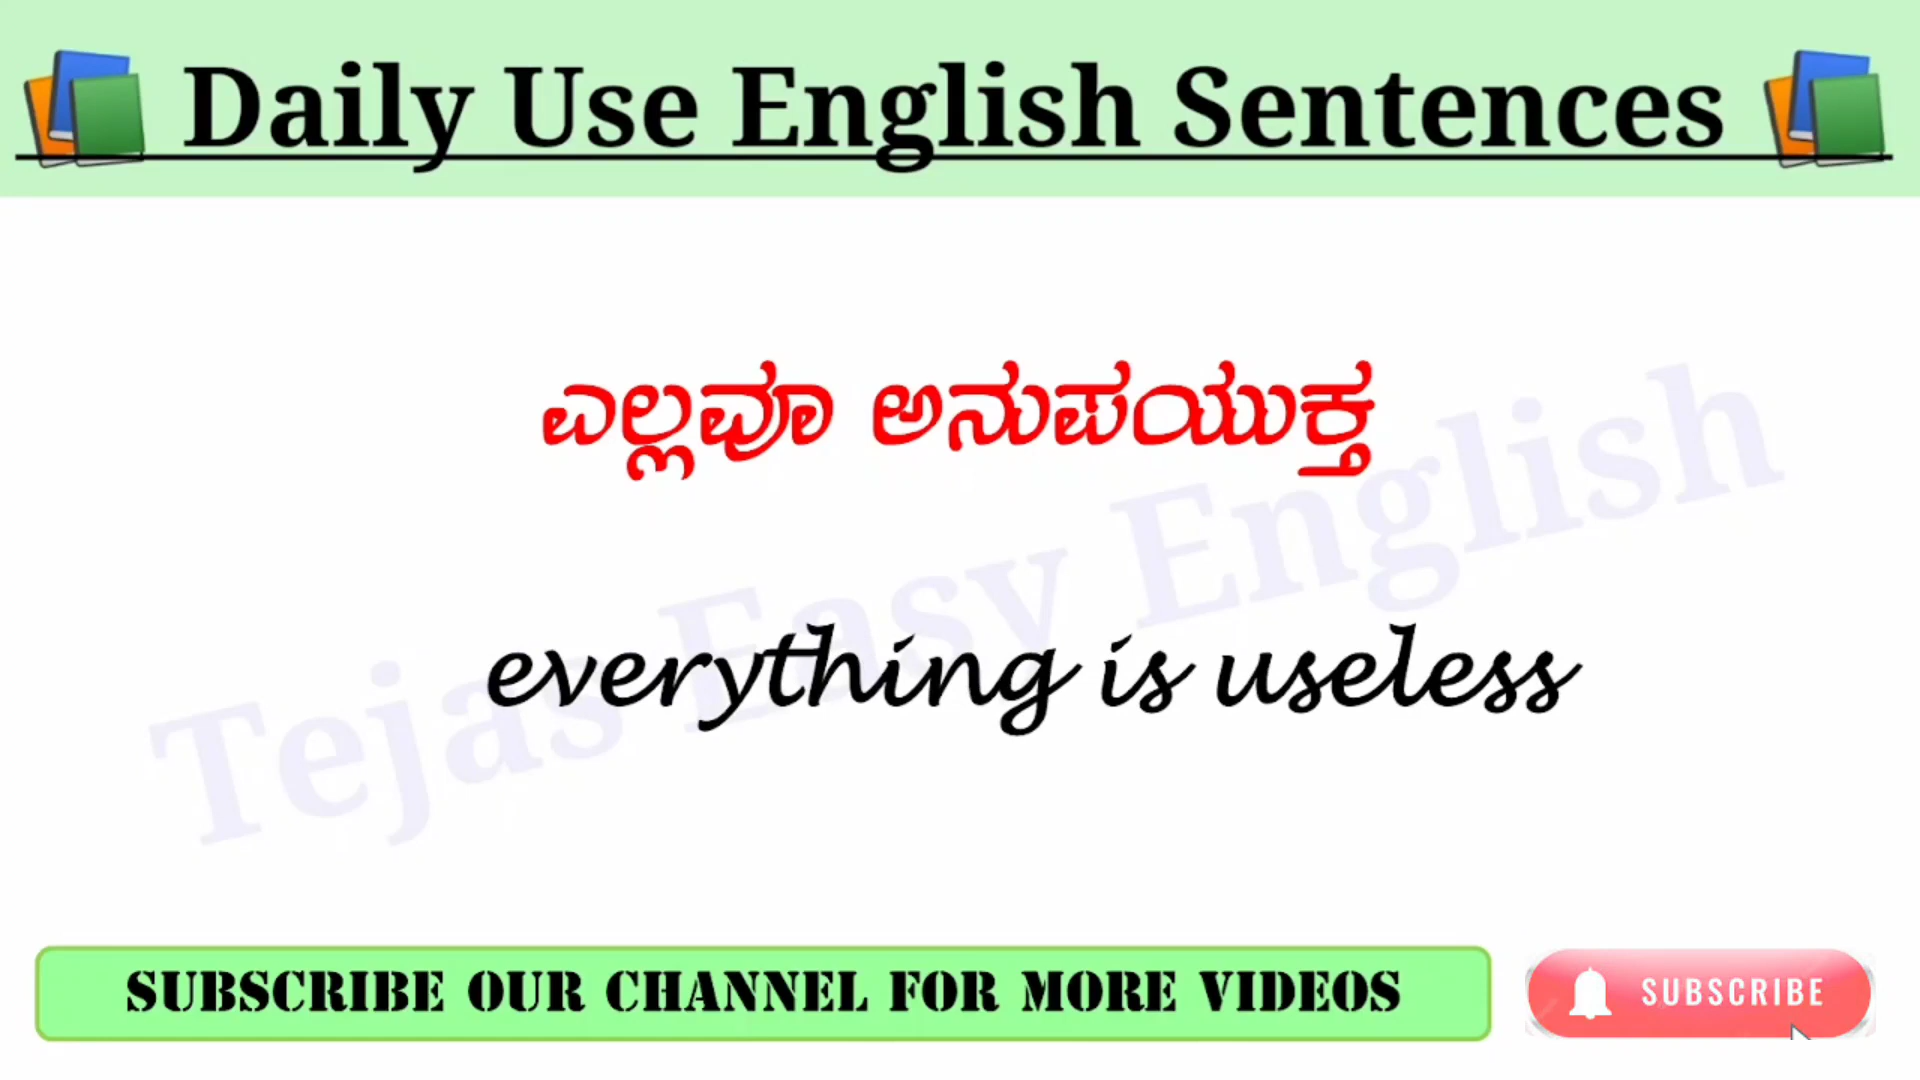 Daily Use English Sentences
ಎಲ್ಲವೂ ಅನುಪಯುಕ್ತ
Tejas Easy English
everything is useless
SUBSCRIBE OUR CHANNEL FOR MORE VIDEOS
SUBSCRIBE